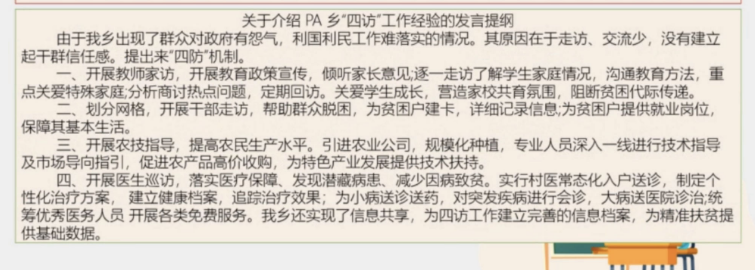 关于介绍 PA 乡“四访”工作经验的发言提纲
由于我乡出现了群众对政府有怨气，利国利民工作难落实的情况。其原因在于走访、交流少，没有建立
起干群信任感。提出来“四防”机制。
一、开展教师家访，开展教育政策宣传，倾听家长意见;逐一走访了解学生家庭情况，沟通教育方法，重
点关爱特殊家庭;分析商讨热点问题，定期回访。关爱学生成长，营造家校共育氛围，阻断贫困代际传递。
二、划分网格，开展干部走访，帮助群众脱困，为贫困户建卡，详细记录信息;为贫困户提供就业岗位，
保障其基本生活。
三、开展农技指导，提高农民生产水平。引进农业公司，规模化种植，专业人员深入一线进行技术指导
及市场导向指引，促进农产品高价收购，为特色产业发展提供技术扶持。
四、开展医生巡访，落实医疗保障、发现潜藏病患、减少因病致贫。实行村医常态化入户送诊，制定个
性化治疗方案， 建立健康档案，追踪治疗效果；为小病送诊送药，对突发疾病进行会诊，大病送医院诊治;统
筹优秀医务人员 开展各类免费服务。我乡还实现了信息共享，为四访工作建立完善的信息档案，为精准扶贫提
供基础数据。